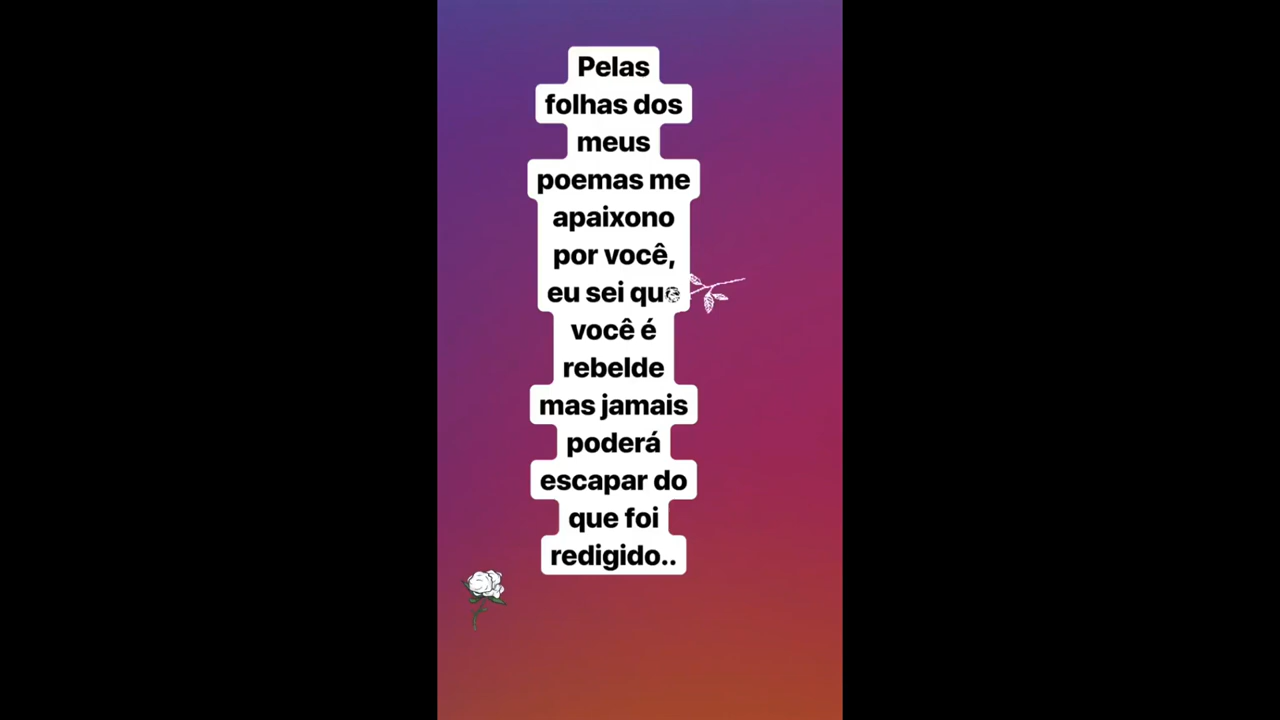 Pelas
folhas dos
meus
poemas me
apaixono
por você,
eu sei que
você é
rebelde
mas jamais
poderá
escapar do
que foi
redigido..